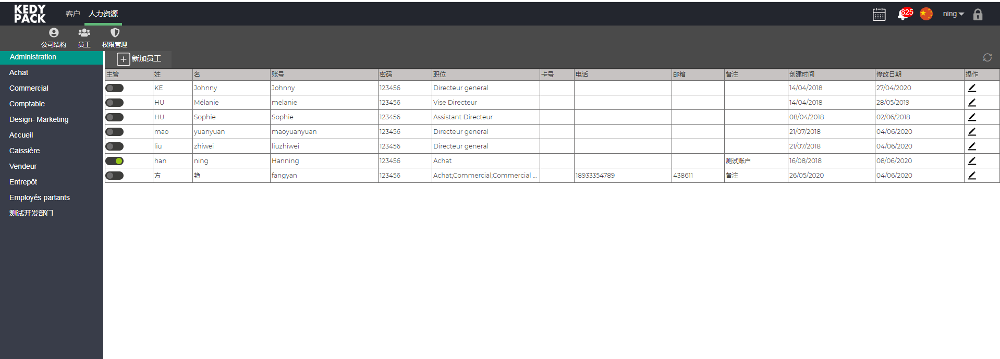 KEDY
PACK
客户 人力资源
825
ning
公司结构 员工 权限管理
Administration
Achat
Commercial
Comptable
Design- Marketing
Accueil
Caissière
Vendeur
Entrepôt
Employés partants
测试开发部门
新加员工
主管 姓 名 账号 密码 职位 卡号 电话 邮箱 备注 创建时间 修改日期 操作
KE Johnny Johnny 123456 Directeur general 14/04/2018 27/04/2020
HU Mélanie melanie 123456 Vise Directeur 14/04/2018 28/05/2019
HU Sophie Sophie 123456 Assistant Directeur 08/04/2018 02/06/2018
mao yuanyuan maoyuanyuan 123456 Directeur general 21/07/2018 04/06/2020
liu zhiwei liuzhiwei 123456 Directeur general 21/07/2018 04/06/2020
han ning Hanning 123456 Achat 测试账户 16/08/2018 08/06/2020
方 艳 fangyan 123456 Achat;Commercial;Commercial ... 18933354789 438611 备注 26/05/2020 04/06/2020